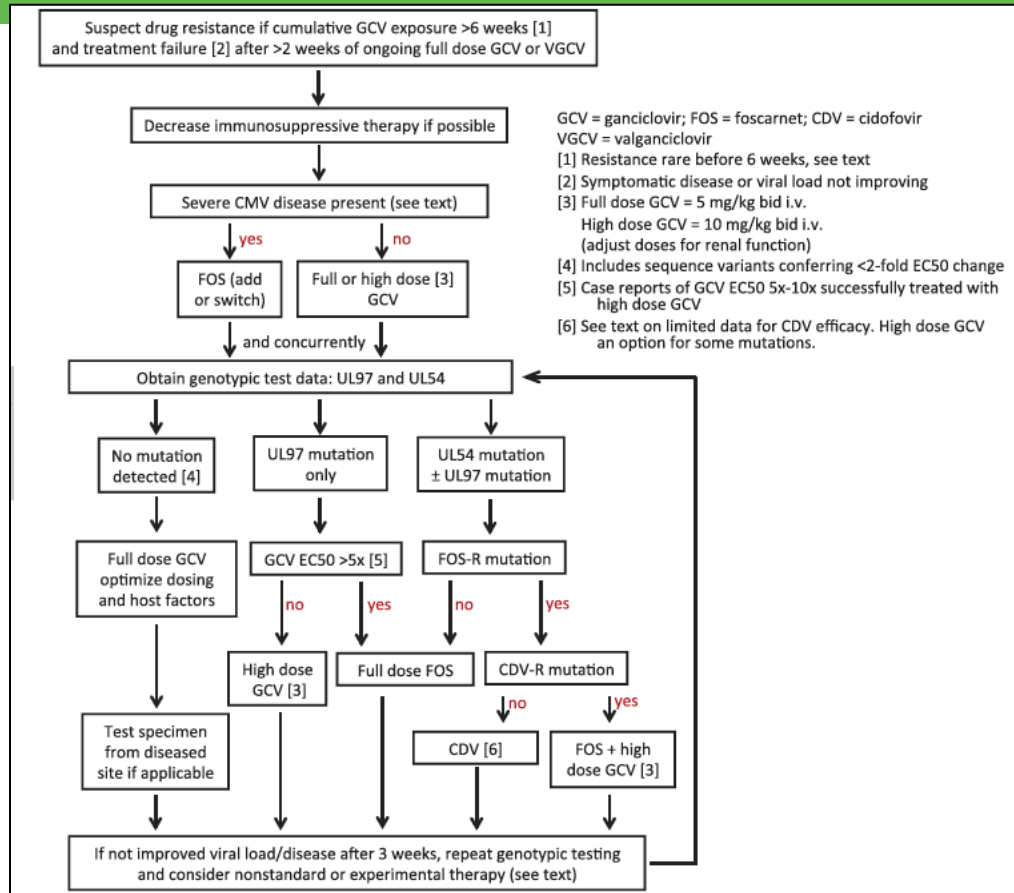 Suspect drug resistance if cumulative GCV exposure >6 weeks [1]
and treatment failure [2] after >2 weeks of ongoing full dose GCV or VGCV
Decrease immunosuppressive therapy if possible
Severe CMV disease present (see text)
yes
no
FOS (add
or switch)
Full or high dose [3]
GCV
and concurrently
GCV = ganciclovir; FOS = foscarnet; CDV = cidofovir
VGCV = valganciclovir
[1] Resistance rare before 6 weeks, see text
[2] Symptomatic disease or viral load not improving
[3] Full dose GCV = 5 mg/kg bid i.v.
High dose GCV = 10 mg/kg bid i.v.
(adjust doses for renal function)
[4] Includes sequence variants conferring <2-fold EC50 change
[5] Case reports of GCV EC50 5x-10x successfully treated with
high dose GCV
[6] See text on limited data for CDV efficacy. High dose GCV
an option for some mutations.
Obtain genotypic test data: UL97 and UL54
No mutation
detected [4]
UL97 mutation
only
UL54 mutation
± UL97 mutation
Full dose GCV
optimize dosing
and host factors
GCV EC50 >5x [5]
FOS-R mutation
no
yes
no
yes
High dose
GCV [3]
Full dose FOS
CDV-R mutation
no
yes
Test specimen
from diseased
site if applicable
CDV [6]
FOS + high
dose GCV [3]
If not improved viral load/disease after 3 weeks, repeat genotypic testing
and consider nonstandard or experimental therapy (see text)